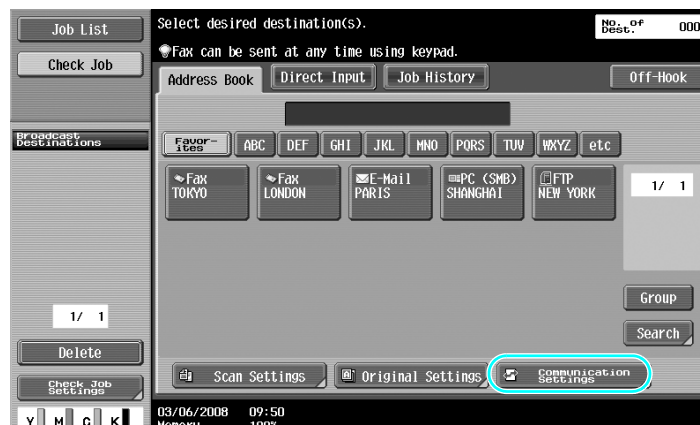 Job List
Check Job
Broadcast
Destinations
1/ 1
Delete
Check Job
Settings
Y M C K
Select desired destination(s).
No. of
Dest. 000
Fax can be sent at any time using keypad.
Address Book Direct Input Job History Off-Hook
Favor-
ites ABC DEF GHI JKL MNO PQRS TUV WXYZ etc
Fax
TOKYO
Fax
LONDON
E-Mail
PARIS
PC (SMB)
SHANGHAI
FTP
NEW YORK
1/ 1
Group
Search
Scan Settings Original Settings Communication
Settings
03/06/2008 09:50
Memory 100%